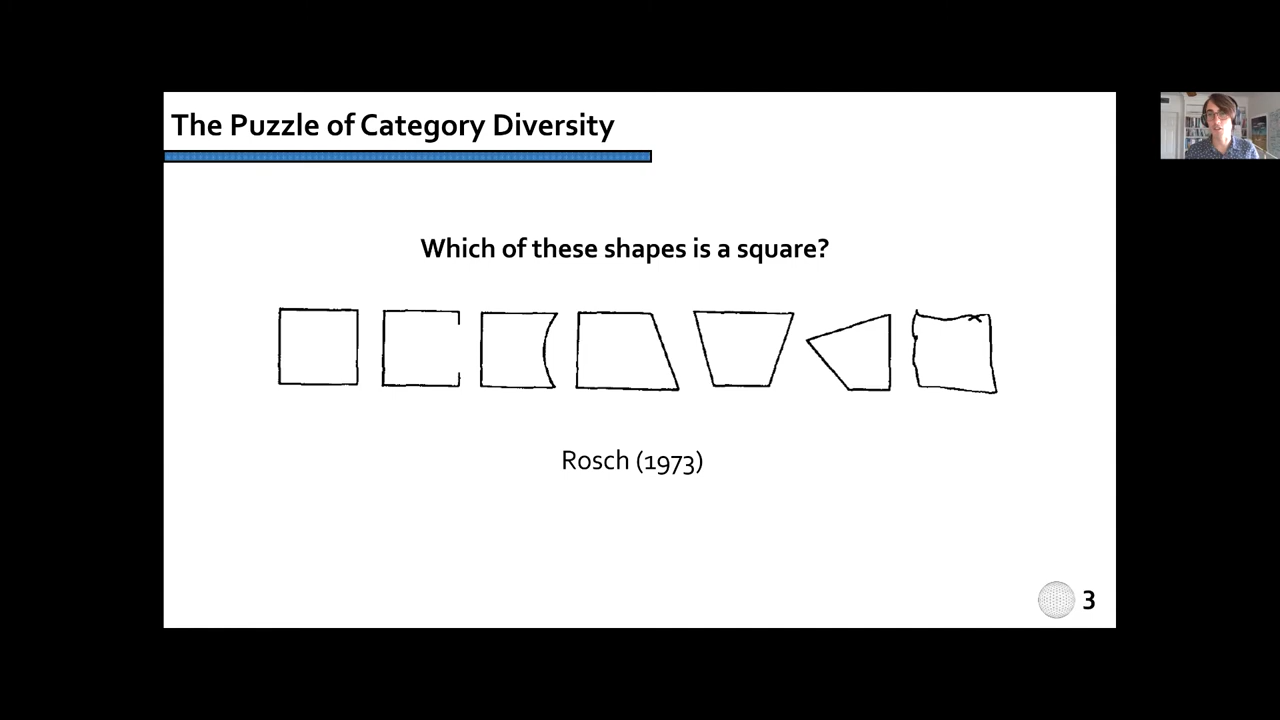 The Puzzle of Category Diversity
Which of these shapes is a square?
Rosch (1973)
3